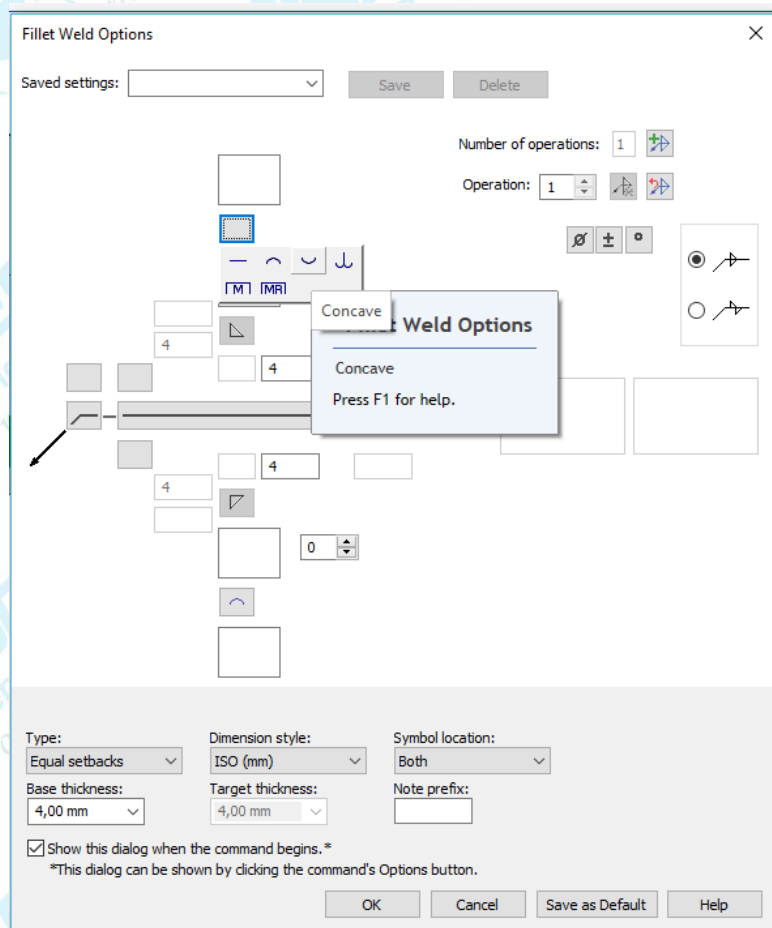 Fillet Weld Options
Saved settings:
Save
Delete
Number of operations: 1
Operation: 1
M MR
Concave
Weld Options
Concave
Press F1 for help.
4
4
4
4
0
Type:
Dimension style:
Symbol location:
Equal setbacks
ISO (mm)
Both
Base thickness:
Target thickness:
Note prefix:
4,00 mm
4,00 mm
Show this dialog when the command begins.*
*This dialog can be shown by clicking the command's Options button.
OK
Cancel
Save as Default
Help